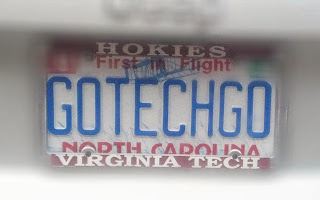 HOKIES
First in Flight
GOTECHGO
NORTH CAROLINA
VIRGINIA TECH